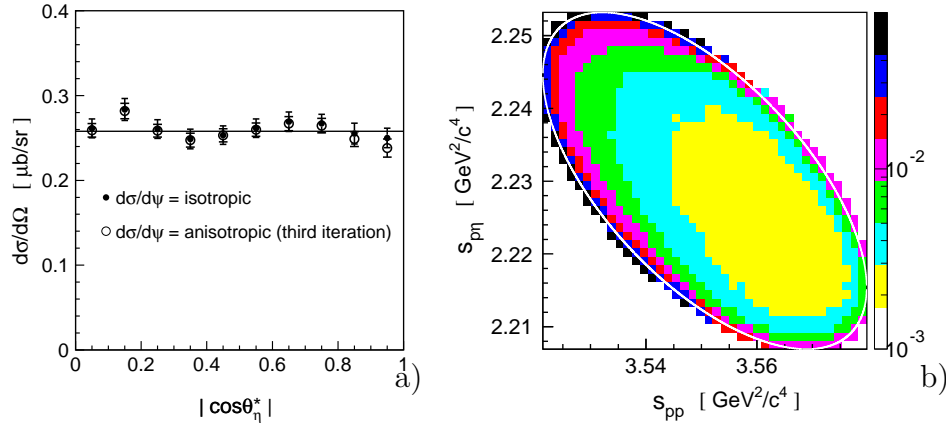 dσ/dΩ [ μb/sr ]
0.4
0.3
0.2
0.1
0
dσ/dψ = isotropic
dσ/dψ = anisotropic (third iteration)
0 0.2 0.4 0.6 0.8 1
| cosθ*η |
a)
s pη [ GeV²/c⁴ ]
2.25
2.24
2.23
2.22
2.21
3.54 3.56
s pp [ GeV²/c⁴ ]
10⁻²
10⁻³
b)